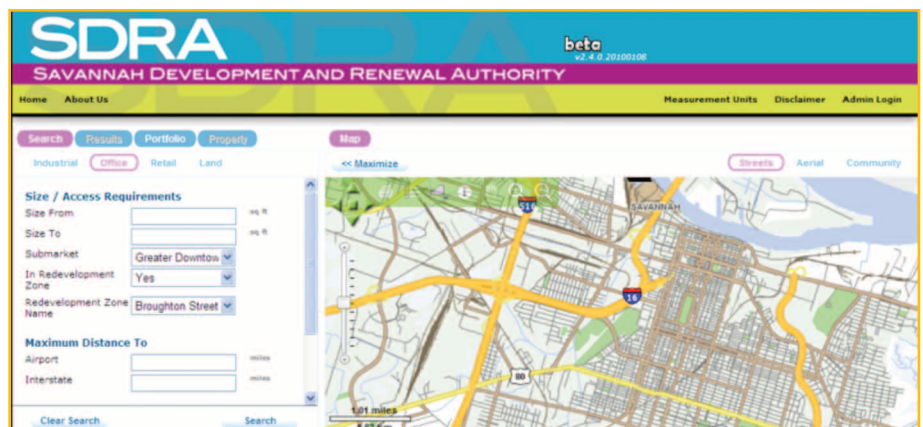 SDRA
beta
v2.4.0.20100106
SAVANNAH DEVELOPMENT AND RENEWAL AUTHORITY
Home About Us Measurement Units Disclaimer Admin Login
Search Results Portfolio Property Map
Industrial Office Retail Land << Maximize Streets Aerial Community
Size / Access Requirements
Size From sq ft
Size To sq ft
Submarket Greater Downtow
In Redevelopment Zone Yes
Redevelopment Zone Name Broughton Street
Maximum Distance To
Airport miles
Interstate miles
Clear Search Search
SAVANNAH
516
16
80
1.01 miles